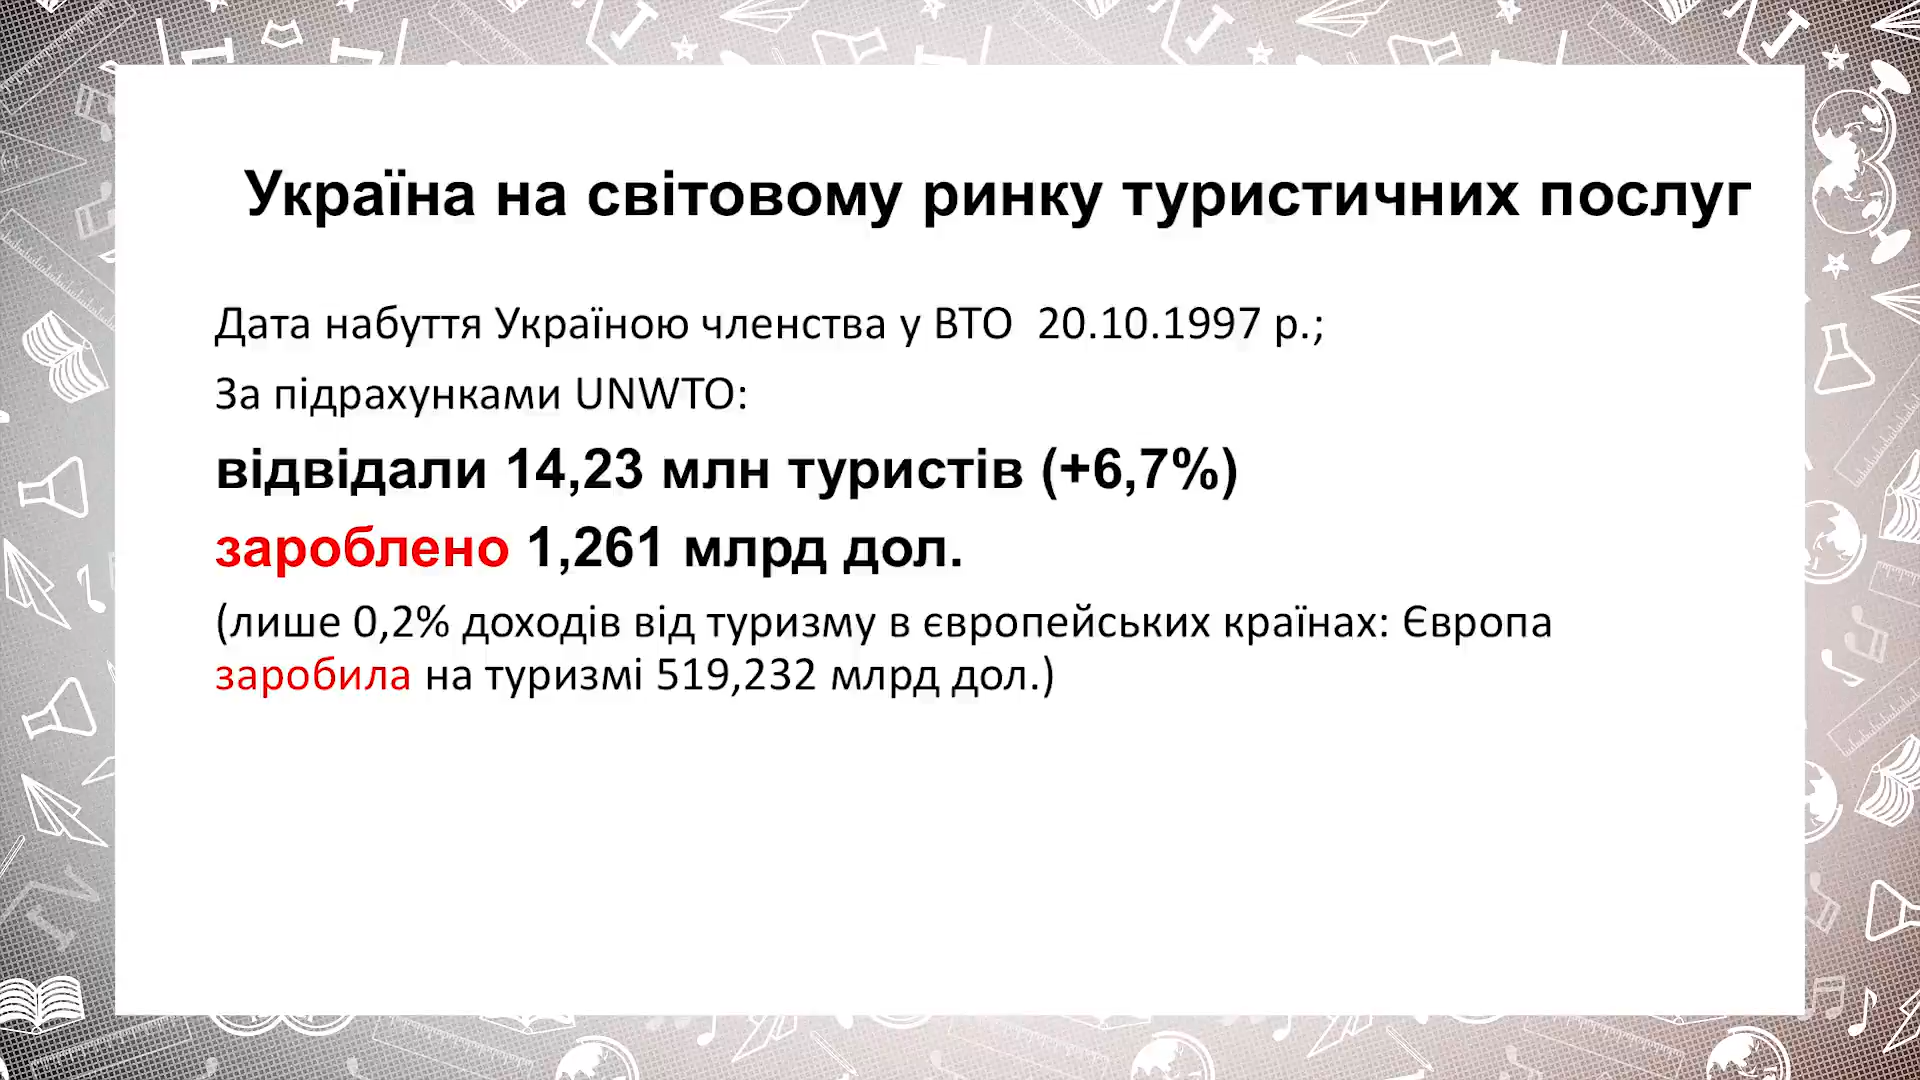 Україна на світовому ринку туристичних послуг
Дата набуття Україною членства у ВТО  20.10.1997 р.;
За підрахунками UNWTO:
відвідали 14,23 млн туристів (+6,7%)
зароблено 1,261 млрд дол.
(лише 0,2% доходів від туризму в європейських країнах: Європа
заробила на туризмі 519,232 млрд дол.)